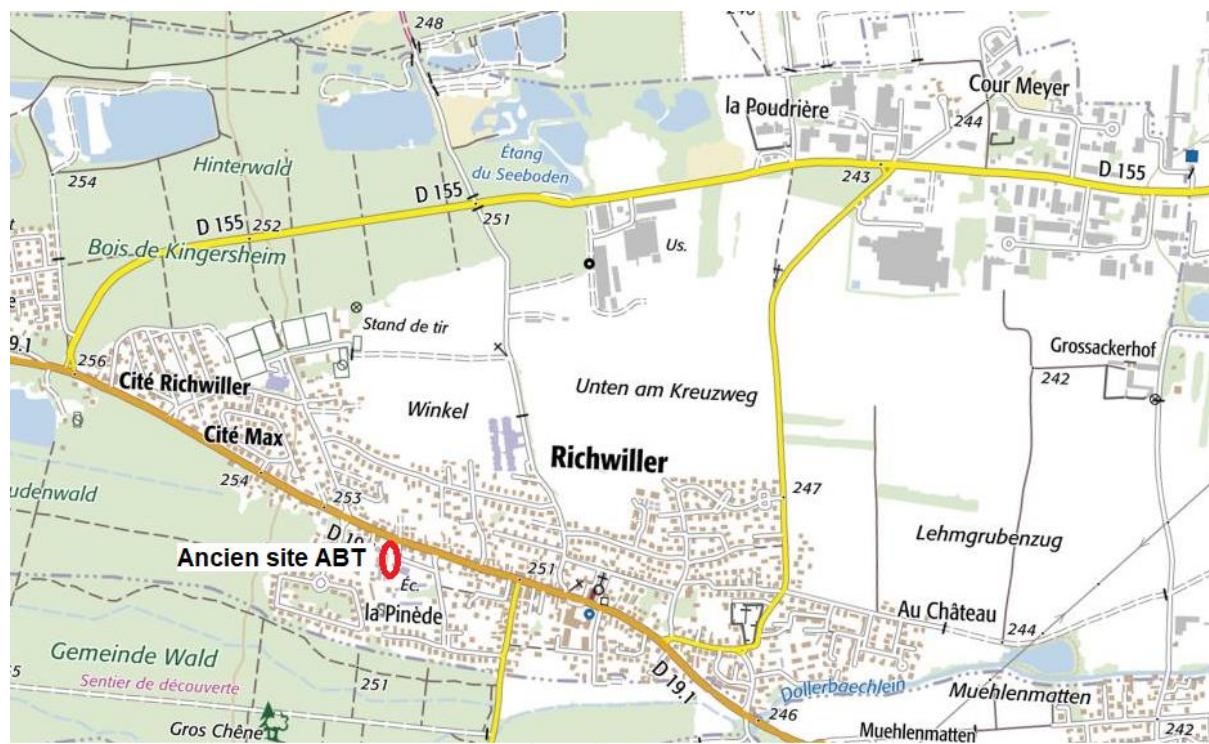 248
Cour Meyer
la Poudrière
244
Hinterwald
Étang
du Seeboden
254
D 155
243
D 155
D 155
252
251
Bois de Kingersheim
Us.
Stand de tir
9.1
256
Grossackerhof
242
Cité Richwiller
Unten am Kreuzweg
Winkel
Cité Max
Richwiller
254
253
247
udenwald
Lehmgrubenzug
D 19
Ancien site ABT
Éc.
251
la Pinède
Au Château
244
Gemeinde Wald
Sentier de découverte
251
D 19.1
Dollerbaechlein
Muehlenmatten
246
Gros Chêne
Muehlenmatten
242